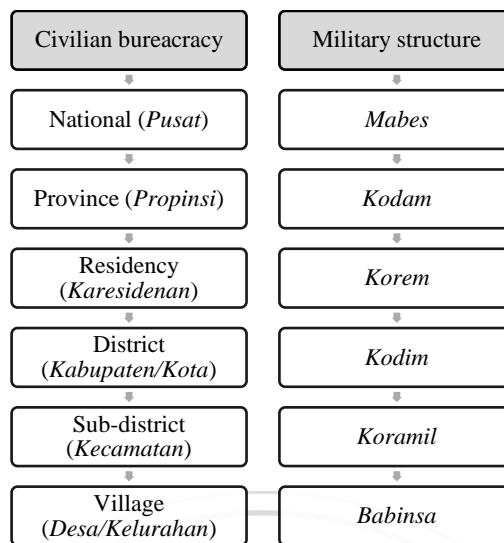 Civilian bureacracy
Military structure
National (Pusat)
Mabes
Province (Propinsi)
Kodam
Residency
(Karesidenan)
Korem
District
(Kabupaten/Kota)
Kodim
Sub-district
(Kecamatan)
Koramil
Village
(Desa/Kelurahan)
Babinsa